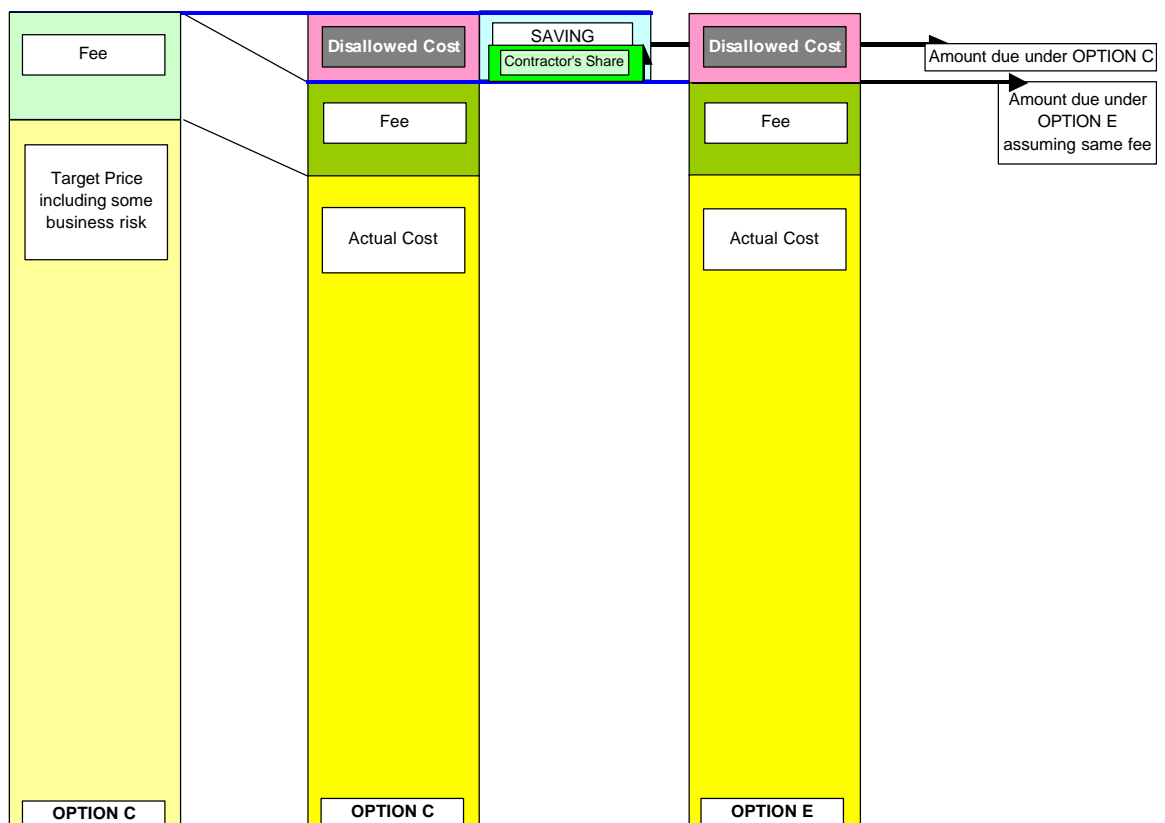 Fee
Target Price
including some
business risk
OPTION C
Disallowed Cost
Fee
Actual Cost
OPTION C
SAVING
Contractor's Share
Disallowed Cost
Fee
Actual Cost
OPTION E
Amount due under OPTION C
Amount due under
OPTION E
assuming same fee